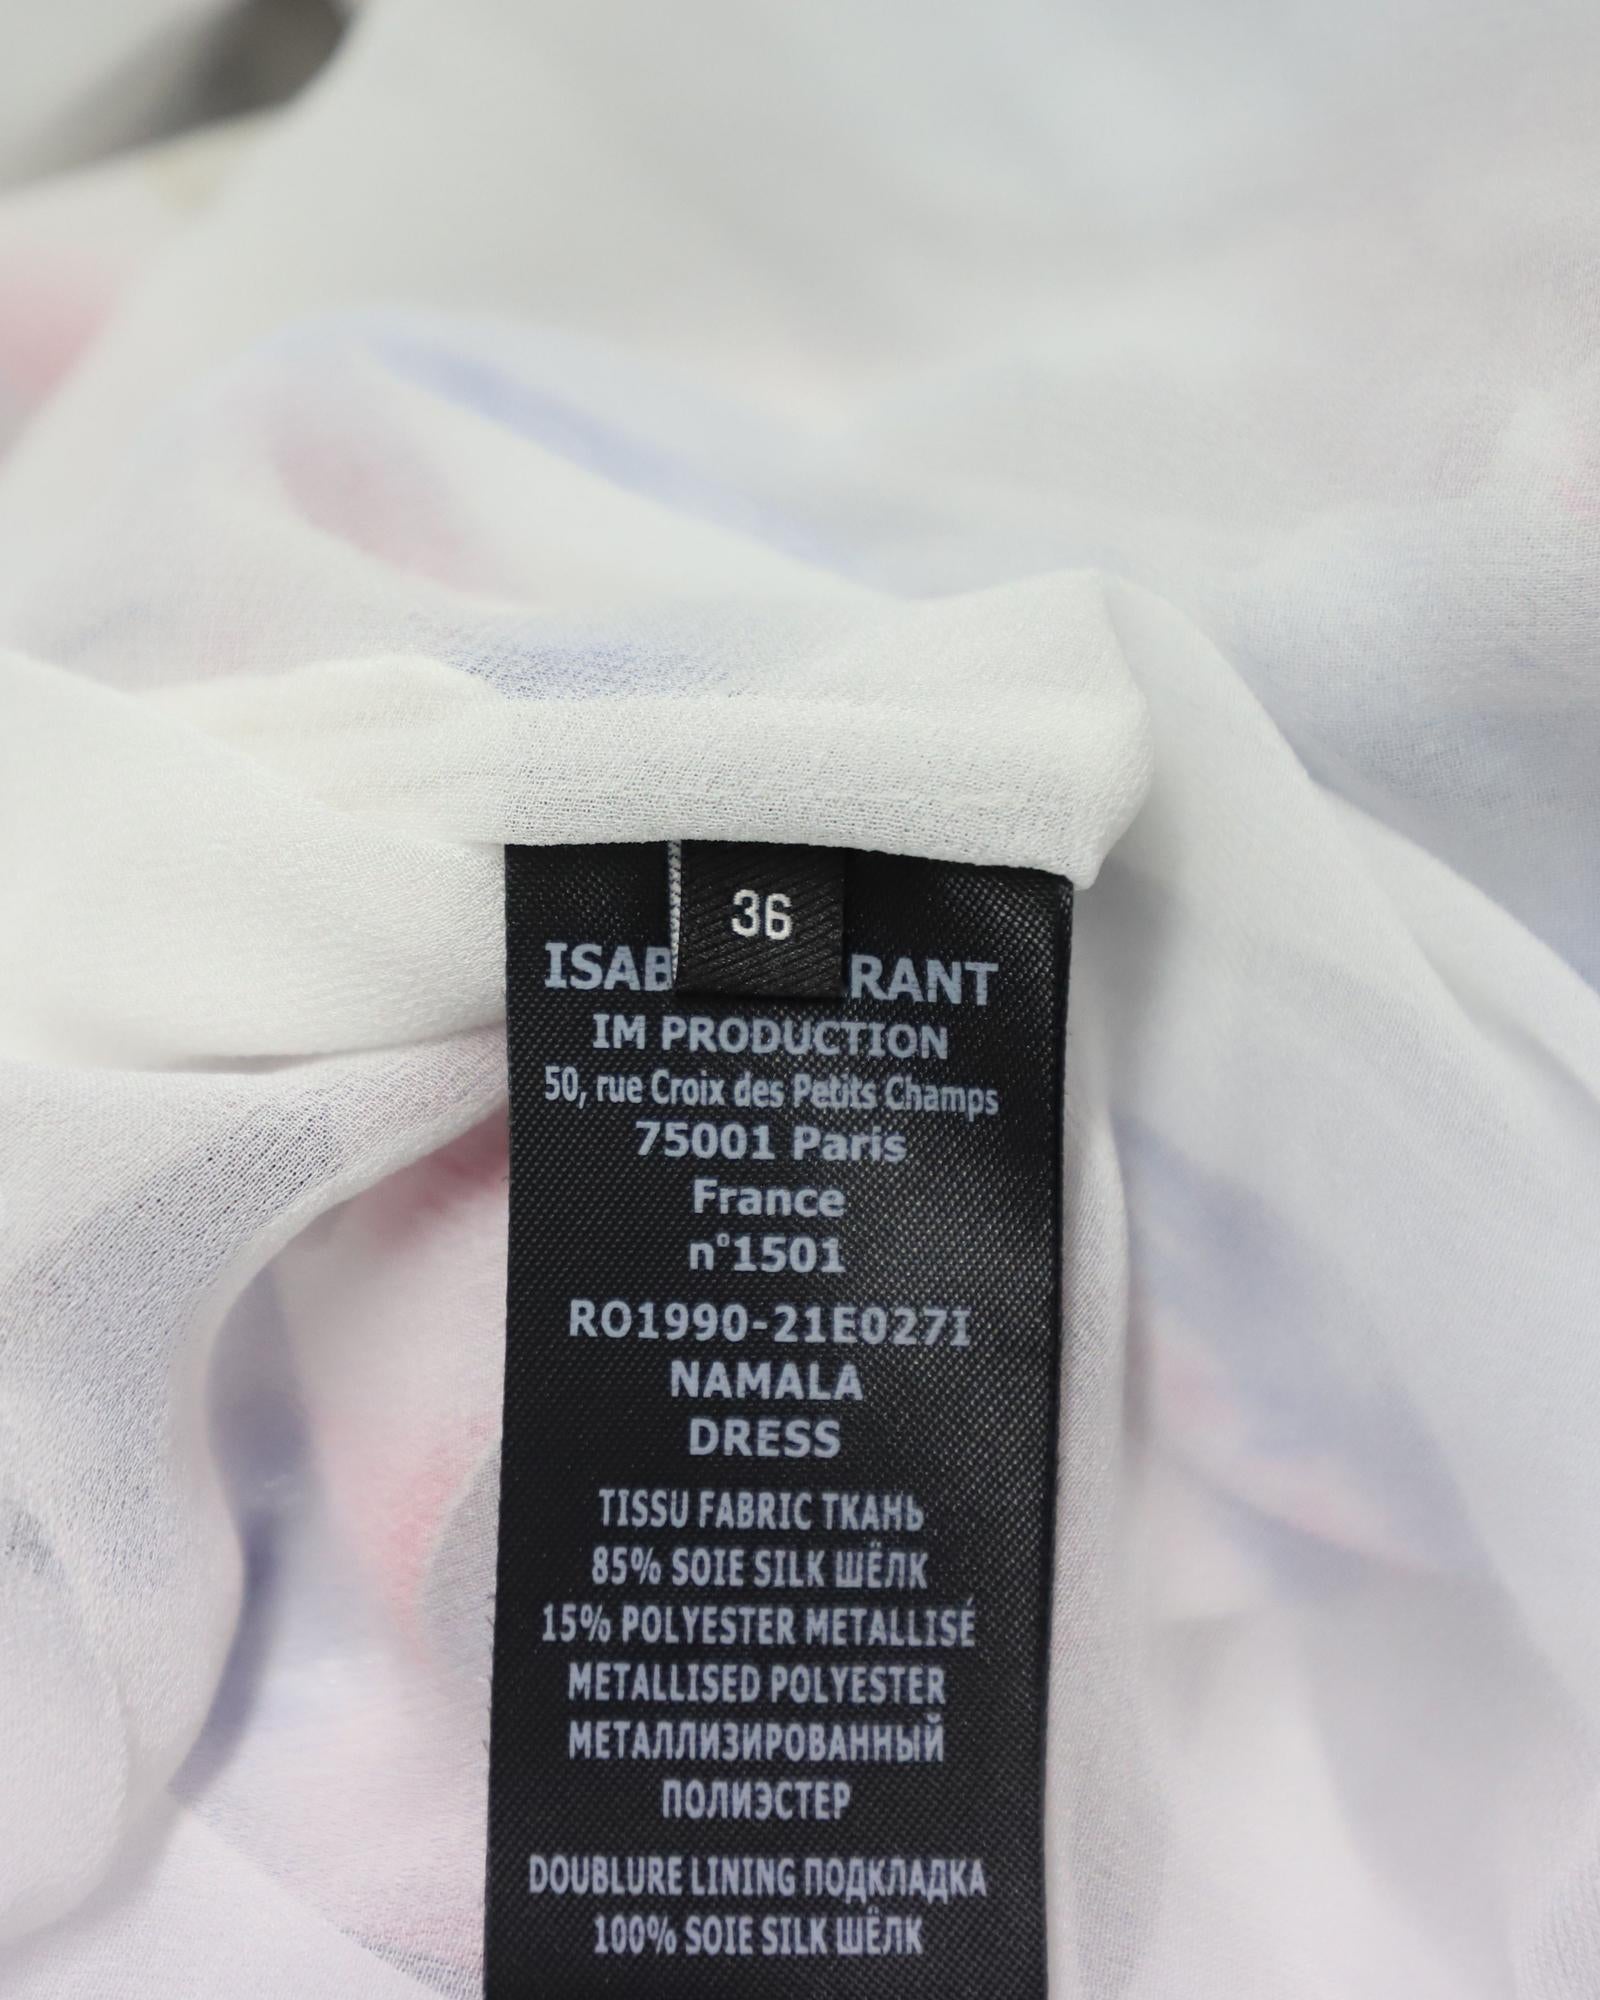 36
ISAB RANT
IM PRODUCTION
50, rue Croix des Petits Champs
75001 Paris
France
n°1501
RO1990-21E027I
NAMALA
DRESS
TISSU FABRIC ТКАНЬ
85% SOIE SILK ШЁЛК
15% POLYESTER METALLISÉ
METALLISED POLYESTER
МЕТАЛЛИЗИРОВАННЫЙ
ПОЛИЭСТЕР
DOUBLURE LINING ПОДКЛАДКА
100% SOIE SILK ШЁЛК